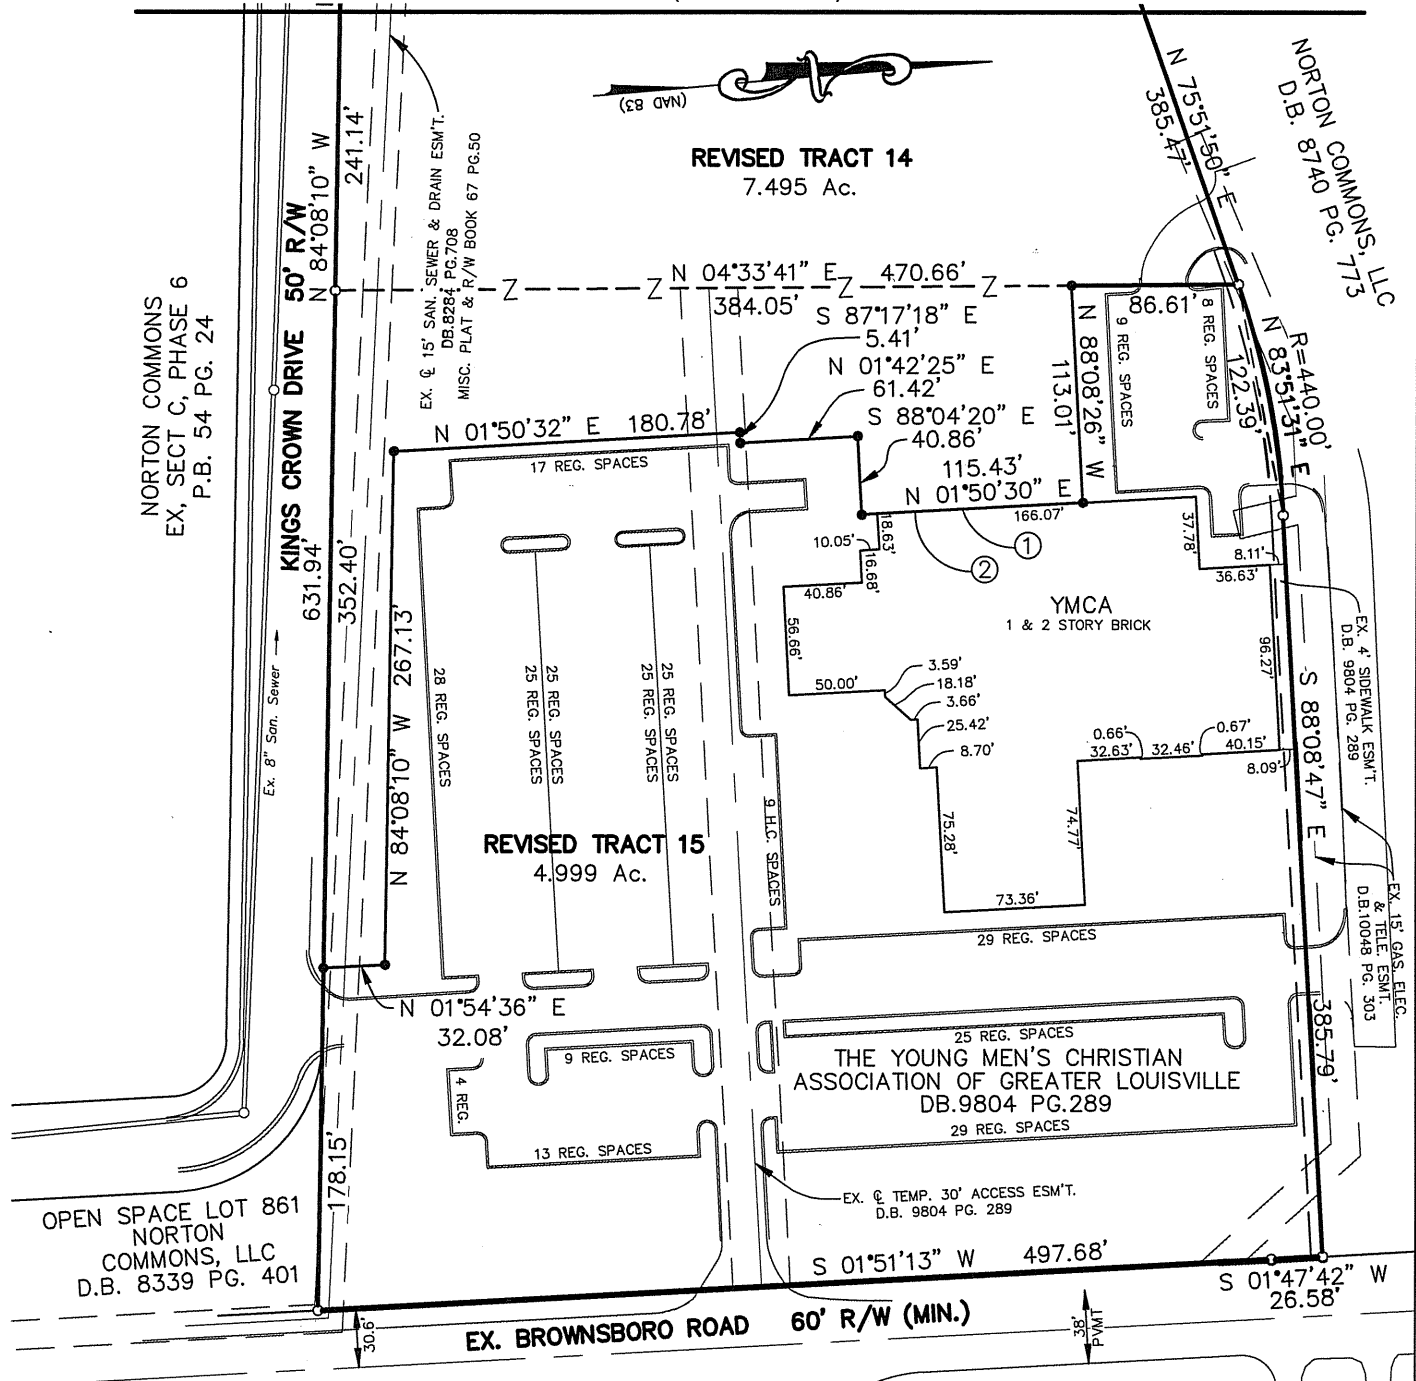 (NAD 83)
REVISED TRACT 14
7.495 Ac.
N 75°51'50" E
385.47'
NORTON COMMONS, LLC
D.B. 8740 PG. 773
N 84°08'10" W
241.14'
EX. ℄ 15' SAN. SEWER & DRAIN ESM'T.
DB.8284 PG.708
MISC. PLAT & R/W BOOK 67 PG.50
NORTON COMMONS
EX, SECT C, PHASE 6
P.B. 54 PG. 24
KINGS CROWN DRIVE 50' R/W
631.94'
352.40'
Ex. 8" San. Sewer
Z
Z
Z
Z
N 04°33'41" E 470.66'
384.05'
86.61'
S 87°17'18" E
5.41'
N 01°42'25" E
61.42'
S 88°04'20" E
40.86'
115.43'
N 01°50'30" E
166.07'
N 88°08'26" W
113.01'
9 REG. SPACES
8 REG. SPACES
N 83°51'31" E
122.39'
R=440.00'
N 01°50'32" E 180.78'
17 REG. SPACES
N 84°08'10" W 267.13'
28 REG. SPACES
25 REG. SPACES
25 REG. SPACES
25 REG. SPACES
25 REG. SPACES
10.05'
18.63'
16.68'
40.86'
56.66'
50.00'
3.59'
18.18'
3.66'
25.42'
8.70'
75.28'
73.36'
74.77'
1
2
YMCA
1 & 2 STORY BRICK
37.78'
8.11'
36.63'
96.27'
0.66'
32.63'
32.46'
0.67'
40.15'
8.09'
EX. 4' SIDEWALK ESM'T.
D.B. 9804 PG. 289
S 88°08'47" E
385.79'
EX. 15' GAS, ELEC.
& TELE. ESMT.
D.B.10048 PG. 303
9 H.C. SPACES
REVISED TRACT 15
4.999 Ac.
29 REG. SPACES
N 01°54'36" E
32.08'
9 REG. SPACES
4 REG.
13 REG. SPACES
25 REG. SPACES
THE YOUNG MEN'S CHRISTIAN
ASSOCIATION OF GREATER LOUISVILLE
DB.9804 PG.289
29 REG. SPACES
178.15'
OPEN SPACE LOT 861
NORTON
COMMONS, LLC
D.B. 8339 PG. 401
EX. ℄ TEMP. 30' ACCESS ESM'T.
D.B. 9804 PG. 289
S 01°51'13" W 497.68'
S 01°47'42" W
26.58'
30.6'
EX. BROWNSBORO ROAD 60' R/W (MIN.)
38'
PVMT